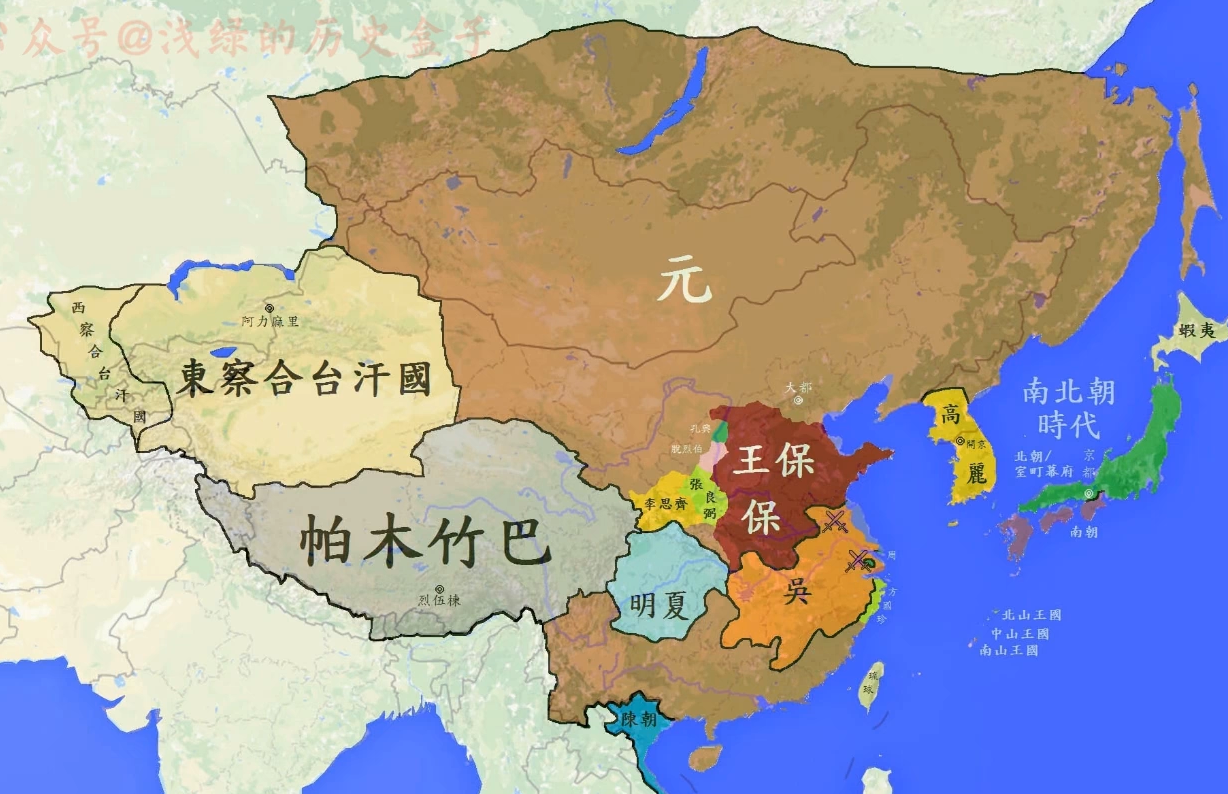 众号@浅绿的历史盒子
元
西察合台汗國
阿力麻里
東察合台汗國
大都
孔興
脫烈伯
王保保
李思齊
張良弼
高麗
開京
蝦夷
南北朝
時代
北朝/
室町幕府
京都
南朝
帕木竹巴
烈伍棟
明夏
吳
周
方國珍
北山王國
中山王國
南山王國
琉球
陳朝